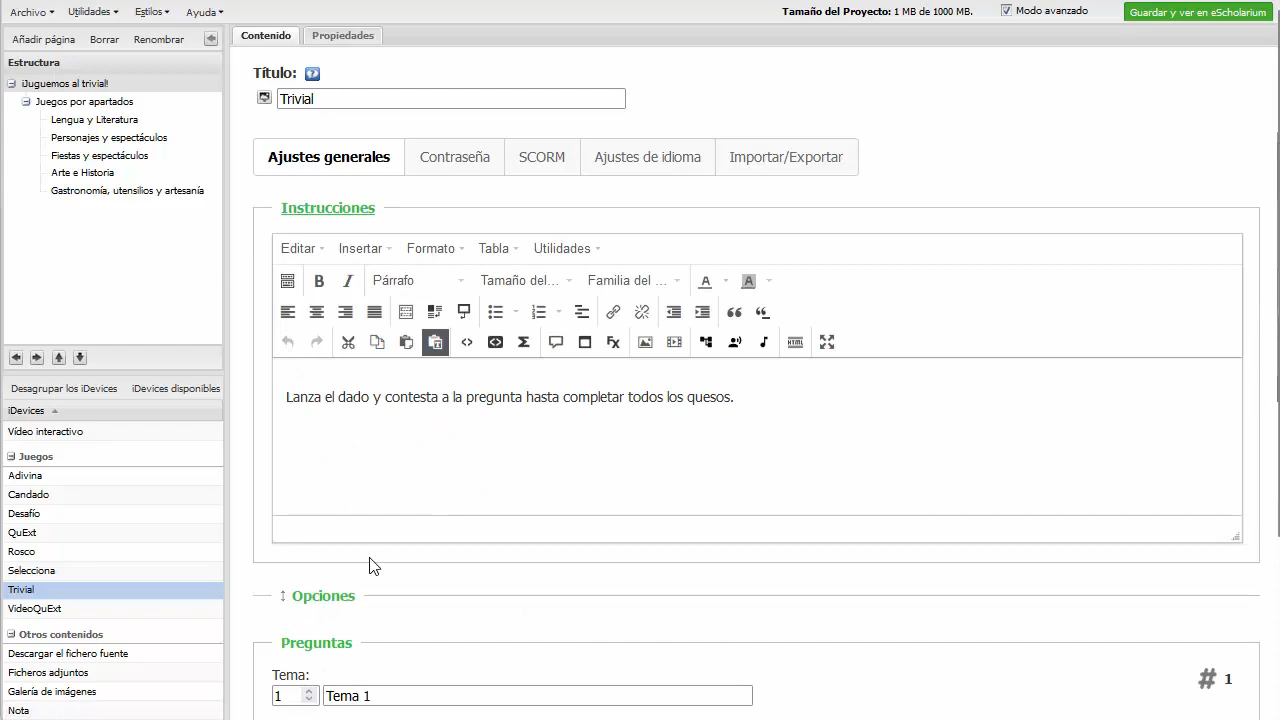 Archivo Utilidades Estilos Ayuda Tamaño del Proyecto: 1 MB de 1000 MB. Modo avanzado Guardar y ver en eScholarium
Añadir página Borrar Renombrar
Estructura
¡Juguemos al trivial!
Juegos por apartados
Lengua y Literatura
Personajes y espectáculos
Fiestas y espectáculos
Arte e Historia
Gastronomía, utensilios y artesanía
Desagrupar los iDevices iDevices disponibles
iDevices
Vídeo interactivo
Juegos
Adivina
Candado
Desafío
QuExt
Rosco
Selecciona
Trivial
VideoQuExt
Otros contenidos
Descargar el fichero fuente
Ficheros adjuntos
Galería de imágenes
Nota
Contenido Propiedades
Título: ?
Trivial
Ajustes generales Contraseña SCORM Ajustes de idioma Importar/Exportar
Instrucciones
Editar Insertar Formato Tabla Utilidades
B I Párrafo Tamaño del... Familia del ... A A
HTML
Lanza el dado y contesta a la pregunta hasta completar todos los quesos.
Opciones
Preguntas
Tema:
# 1
1 Tema 1